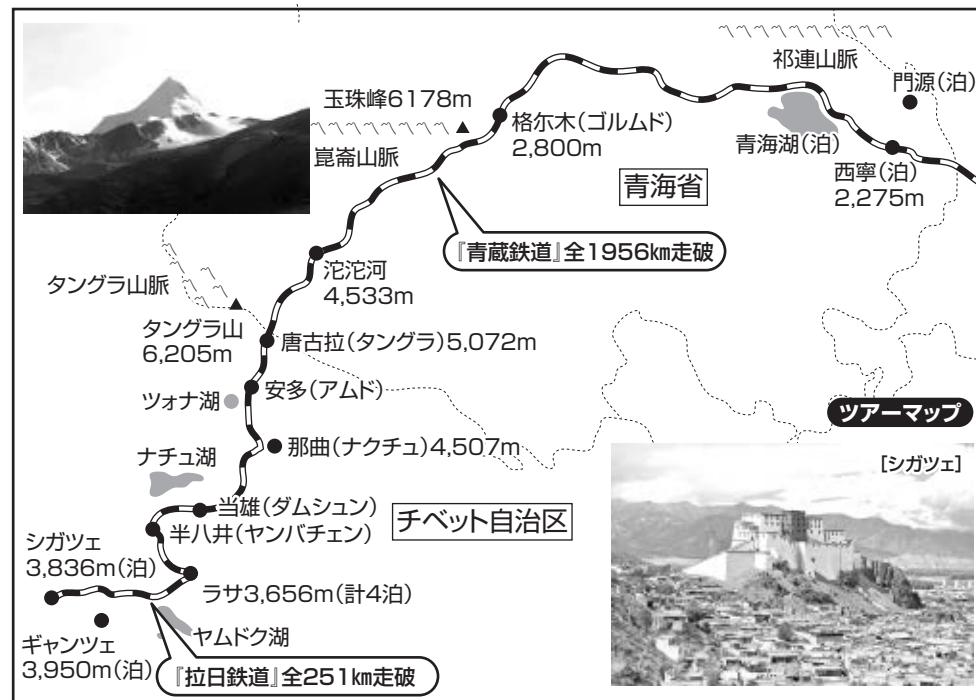 祁連山脈
門源(泊)
玉珠峰6178m
崑崙山脈
格尔木(ゴルムド)
2,800m
青海湖(泊)
西寧(泊)
2,275m
青海省
『青蔵鉄道』全1956km走破
沱沱河
4,533m
タングラ山脈
タングラ山
6,205m
唐古拉(タングラ)5,072m
安多(アムド)
ツォナ湖
ツアーマップ
那曲(ナクチュ)4,507m
ナチュ湖
[シガツェ]
当雄(ダムシュン)
チベット自治区
半八井(ヤンバチェン)
シガツェ
3,836m(泊)
ラサ3,656m(計4泊)
ギャンツェ
3,950m(泊)
ヤムドク湖
『拉日鉄道』全251km走破